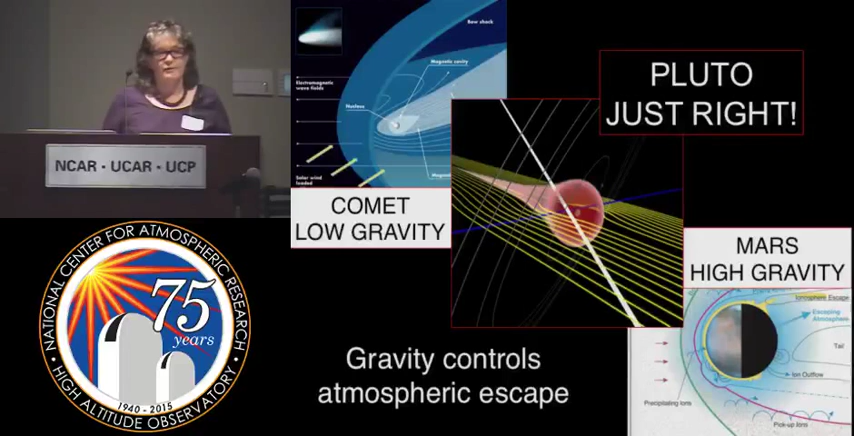 NCAR - UCAR - UCP
NATIONAL CENTER FOR ATMOSPHERIC RESEARCH
75
years
1940 - 2015
HIGH ALTITUDE OBSERVATORY
Bow shock
Magnetic cavity
Electromagnetic
wave fields
Nucleus
Solar wind
loaded
COMET
LOW GRAVITY
PLUTO
JUST RIGHT!
MARS
HIGH GRAVITY
Ionospheric Escape
Escaping
Atmosphere
Tail
Ion Outflow
Precipitating Ions
Pick-up Ions
Gravity controls
atmospheric escape